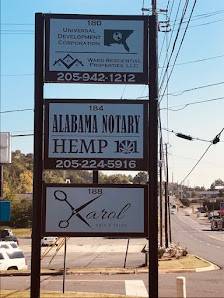 180
UNIVERSAL
DEVELOPMENT
CORPORATION
WARD RESIDENTIAL
PROPERTIES LLC
205-942-1212
184
ALABAMA NOTARY
HEMP
205-224-5916
188
Karol